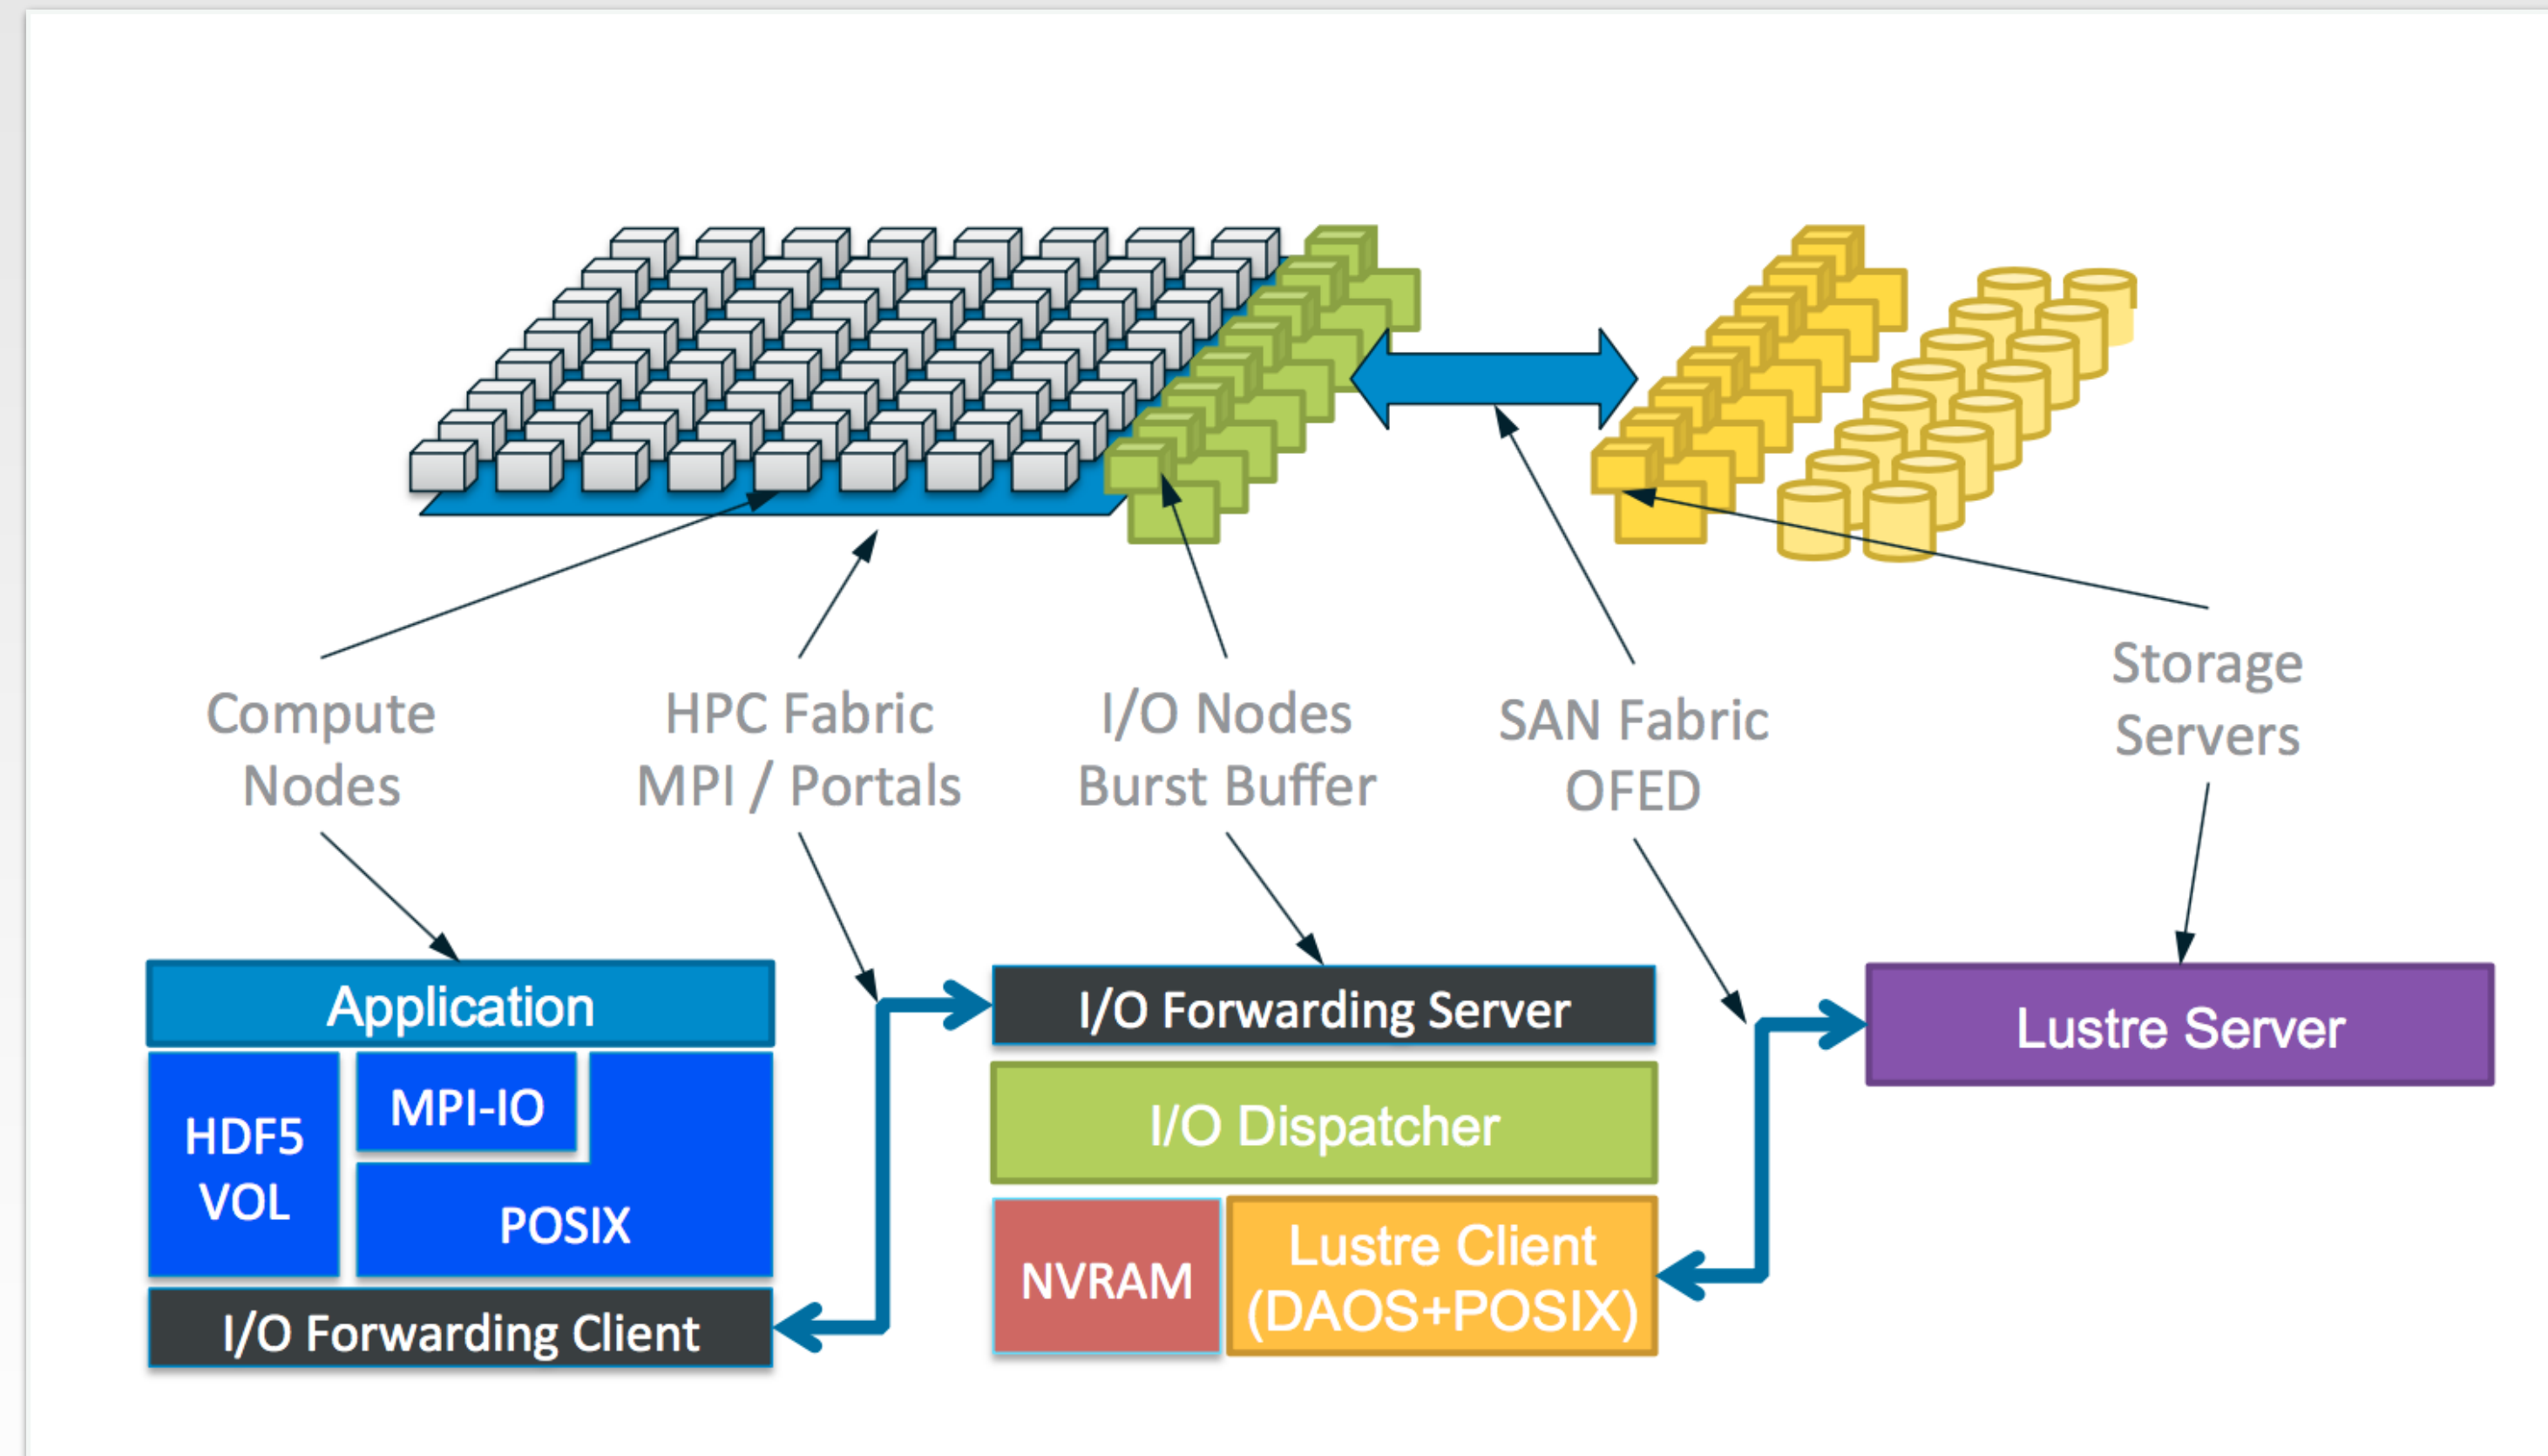 Compute
Nodes
HPC Fabric
MPI / Portals
I/O Nodes
Burst Buffer
SAN Fabric
OFED
Storage
Servers
Application
HDF5
VOL
MPI-IO
POSIX
I/O Forwarding Client
I/O Forwarding Server
I/O Dispatcher
NVRAM
Lustre Client
(DAOS+POSIX)
Lustre Server